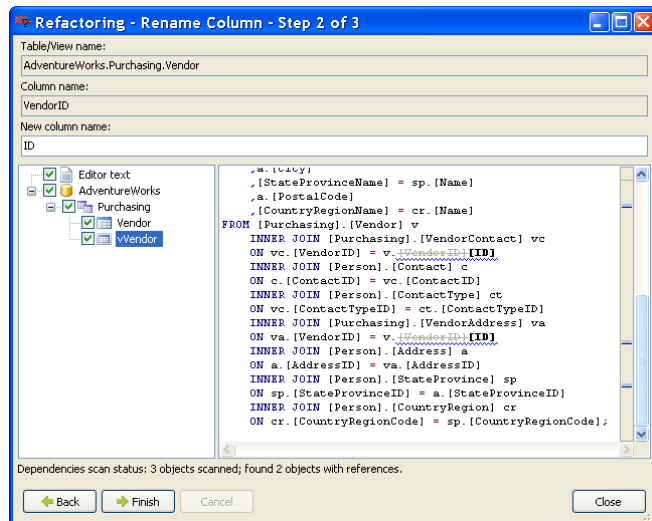 Refactoring - Rename Column - Step 2 of 3
Table/View name:
AdventureWorks.Purchasing.Vendor
Column name:
VendorID
New column name:
ID
Editor text
AdventureWorks
Purchasing
Vendor
vVendor
,a.[City]
,[StateProvinceName] = sp.[Name]
,a.[PostalCode]
,[CountryRegionName] = cr.[Name]
FROM [Purchasing].[Vendor] v
INNER JOIN [Purchasing].[VendorContact] vc
ON vc.[VendorID] = v.[VendorID][ID]
INNER JOIN [Person].[Contact] c
ON c.[ContactID] = vc.[ContactID]
INNER JOIN [Person].[ContactType] ct
ON vc.[ContactTypeID] = ct.[ContactTypeID]
INNER JOIN [Purchasing].[VendorAddress] va
ON va.[VendorID] = v.[VendorID][ID]
INNER JOIN [Person].[Address] a
ON a.[AddressID] = va.[AddressID]
INNER JOIN [Person].[StateProvince] sp
ON sp.[StateProvinceID] = a.[StateProvinceID]
INNER JOIN [Person].[CountryRegion] cr
ON cr.[CountryRegionCode] = sp.[CountryRegionCode];
Dependencies scan status: 3 objects scanned; found 2 objects with references.
Back
Finish
Cancel
Close